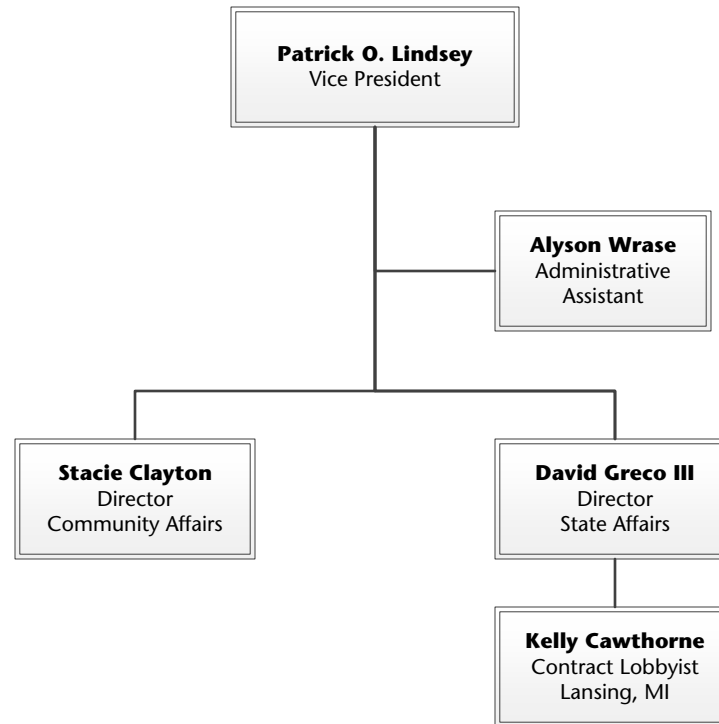 Patrick O. Lindsey
Vice President
Alyson Wrase
Administrative
Assistant
Stacie Clayton
Director
Community Affairs
David Greco III
Director
State Affairs
Kelly Cawthorne
Contract Lobbyist
Lansing, MI